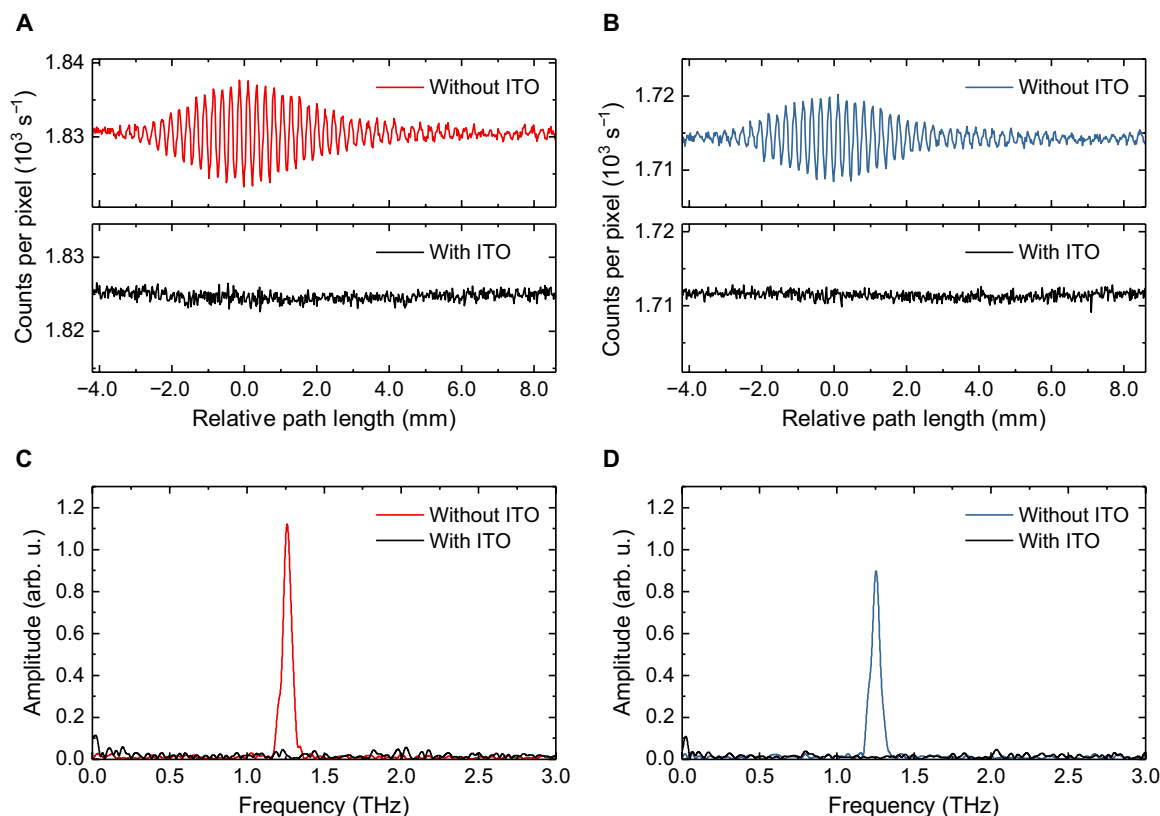 A
B
1.84
1.83
Without ITO
1.83
1.82
With ITO
Counts per pixel (10³ s⁻¹)
−4.0 −2.0 0.0 2.0 4.0 6.0 8.0
Relative path length (mm)
1.72
1.71
Without ITO
1.72
1.71
With ITO
Counts per pixel (10³ s⁻¹)
−4.0 −2.0 0.0 2.0 4.0 6.0 8.0
Relative path length (mm)
C
D
1.2
1.0
0.8
0.6
0.4
0.2
0.0
Amplitude (arb. u.)
Without ITO
With ITO
0.0 0.5 1.0 1.5 2.0 2.5 3.0
Frequency (THz)
1.2
1.0
0.8
0.6
0.4
0.2
0.0
Amplitude (arb. u.)
Without ITO
With ITO
0.0 0.5 1.0 1.5 2.0 2.5 3.0
Frequency (THz)